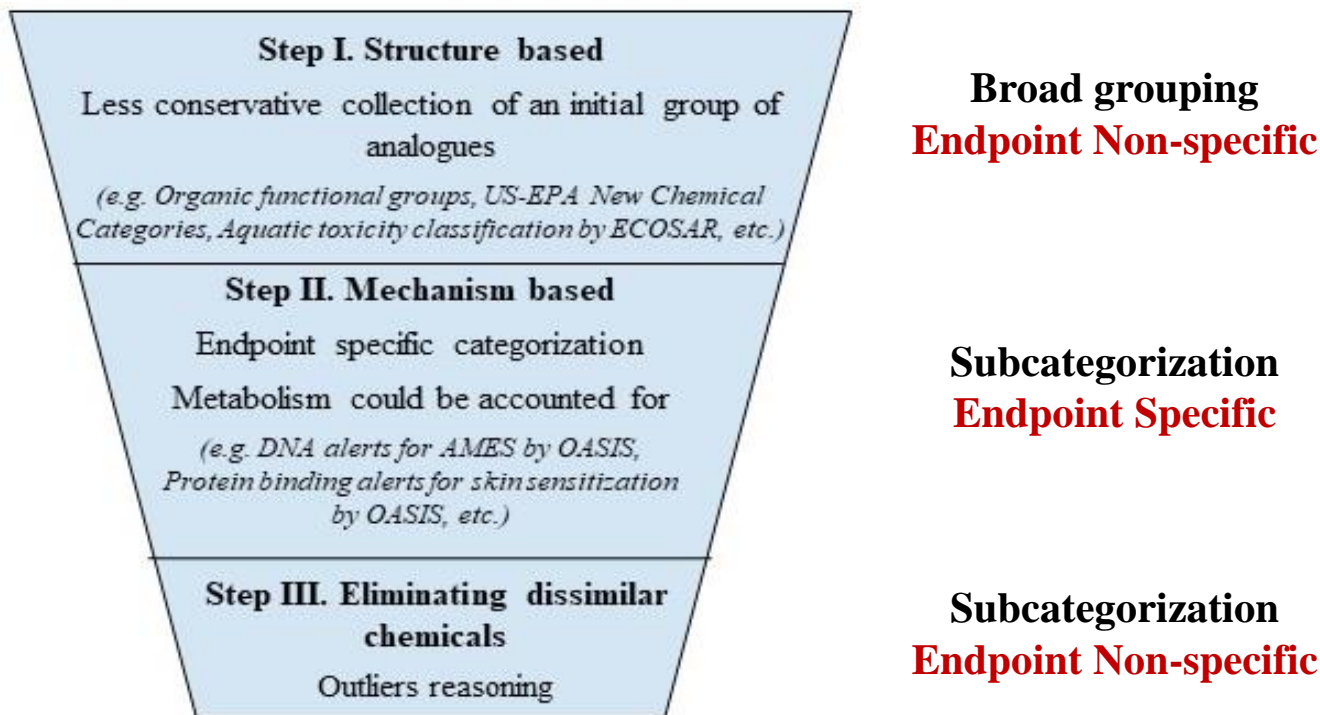 Step I. Structure based
Less conservative collection of an initial group of
analogues
(e.g. Organic functional groups, US-EPA New Chemical
Categories, Aquatic toxicity classification by ECOSAR, etc.)
Broad grouping
Endpoint Non-specific
Step II. Mechanism based
Endpoint specific categorization
Metabolism could be accounted for
(e.g. DNA alerts for AMES by OASIS,
Protein binding alerts for skin sensitization
by OASIS, etc.)
Subcategorization
Endpoint Specific
Step III. Eliminating dissimilar
chemicals
Outliers reasoning
Subcategorization
Endpoint Non-specific